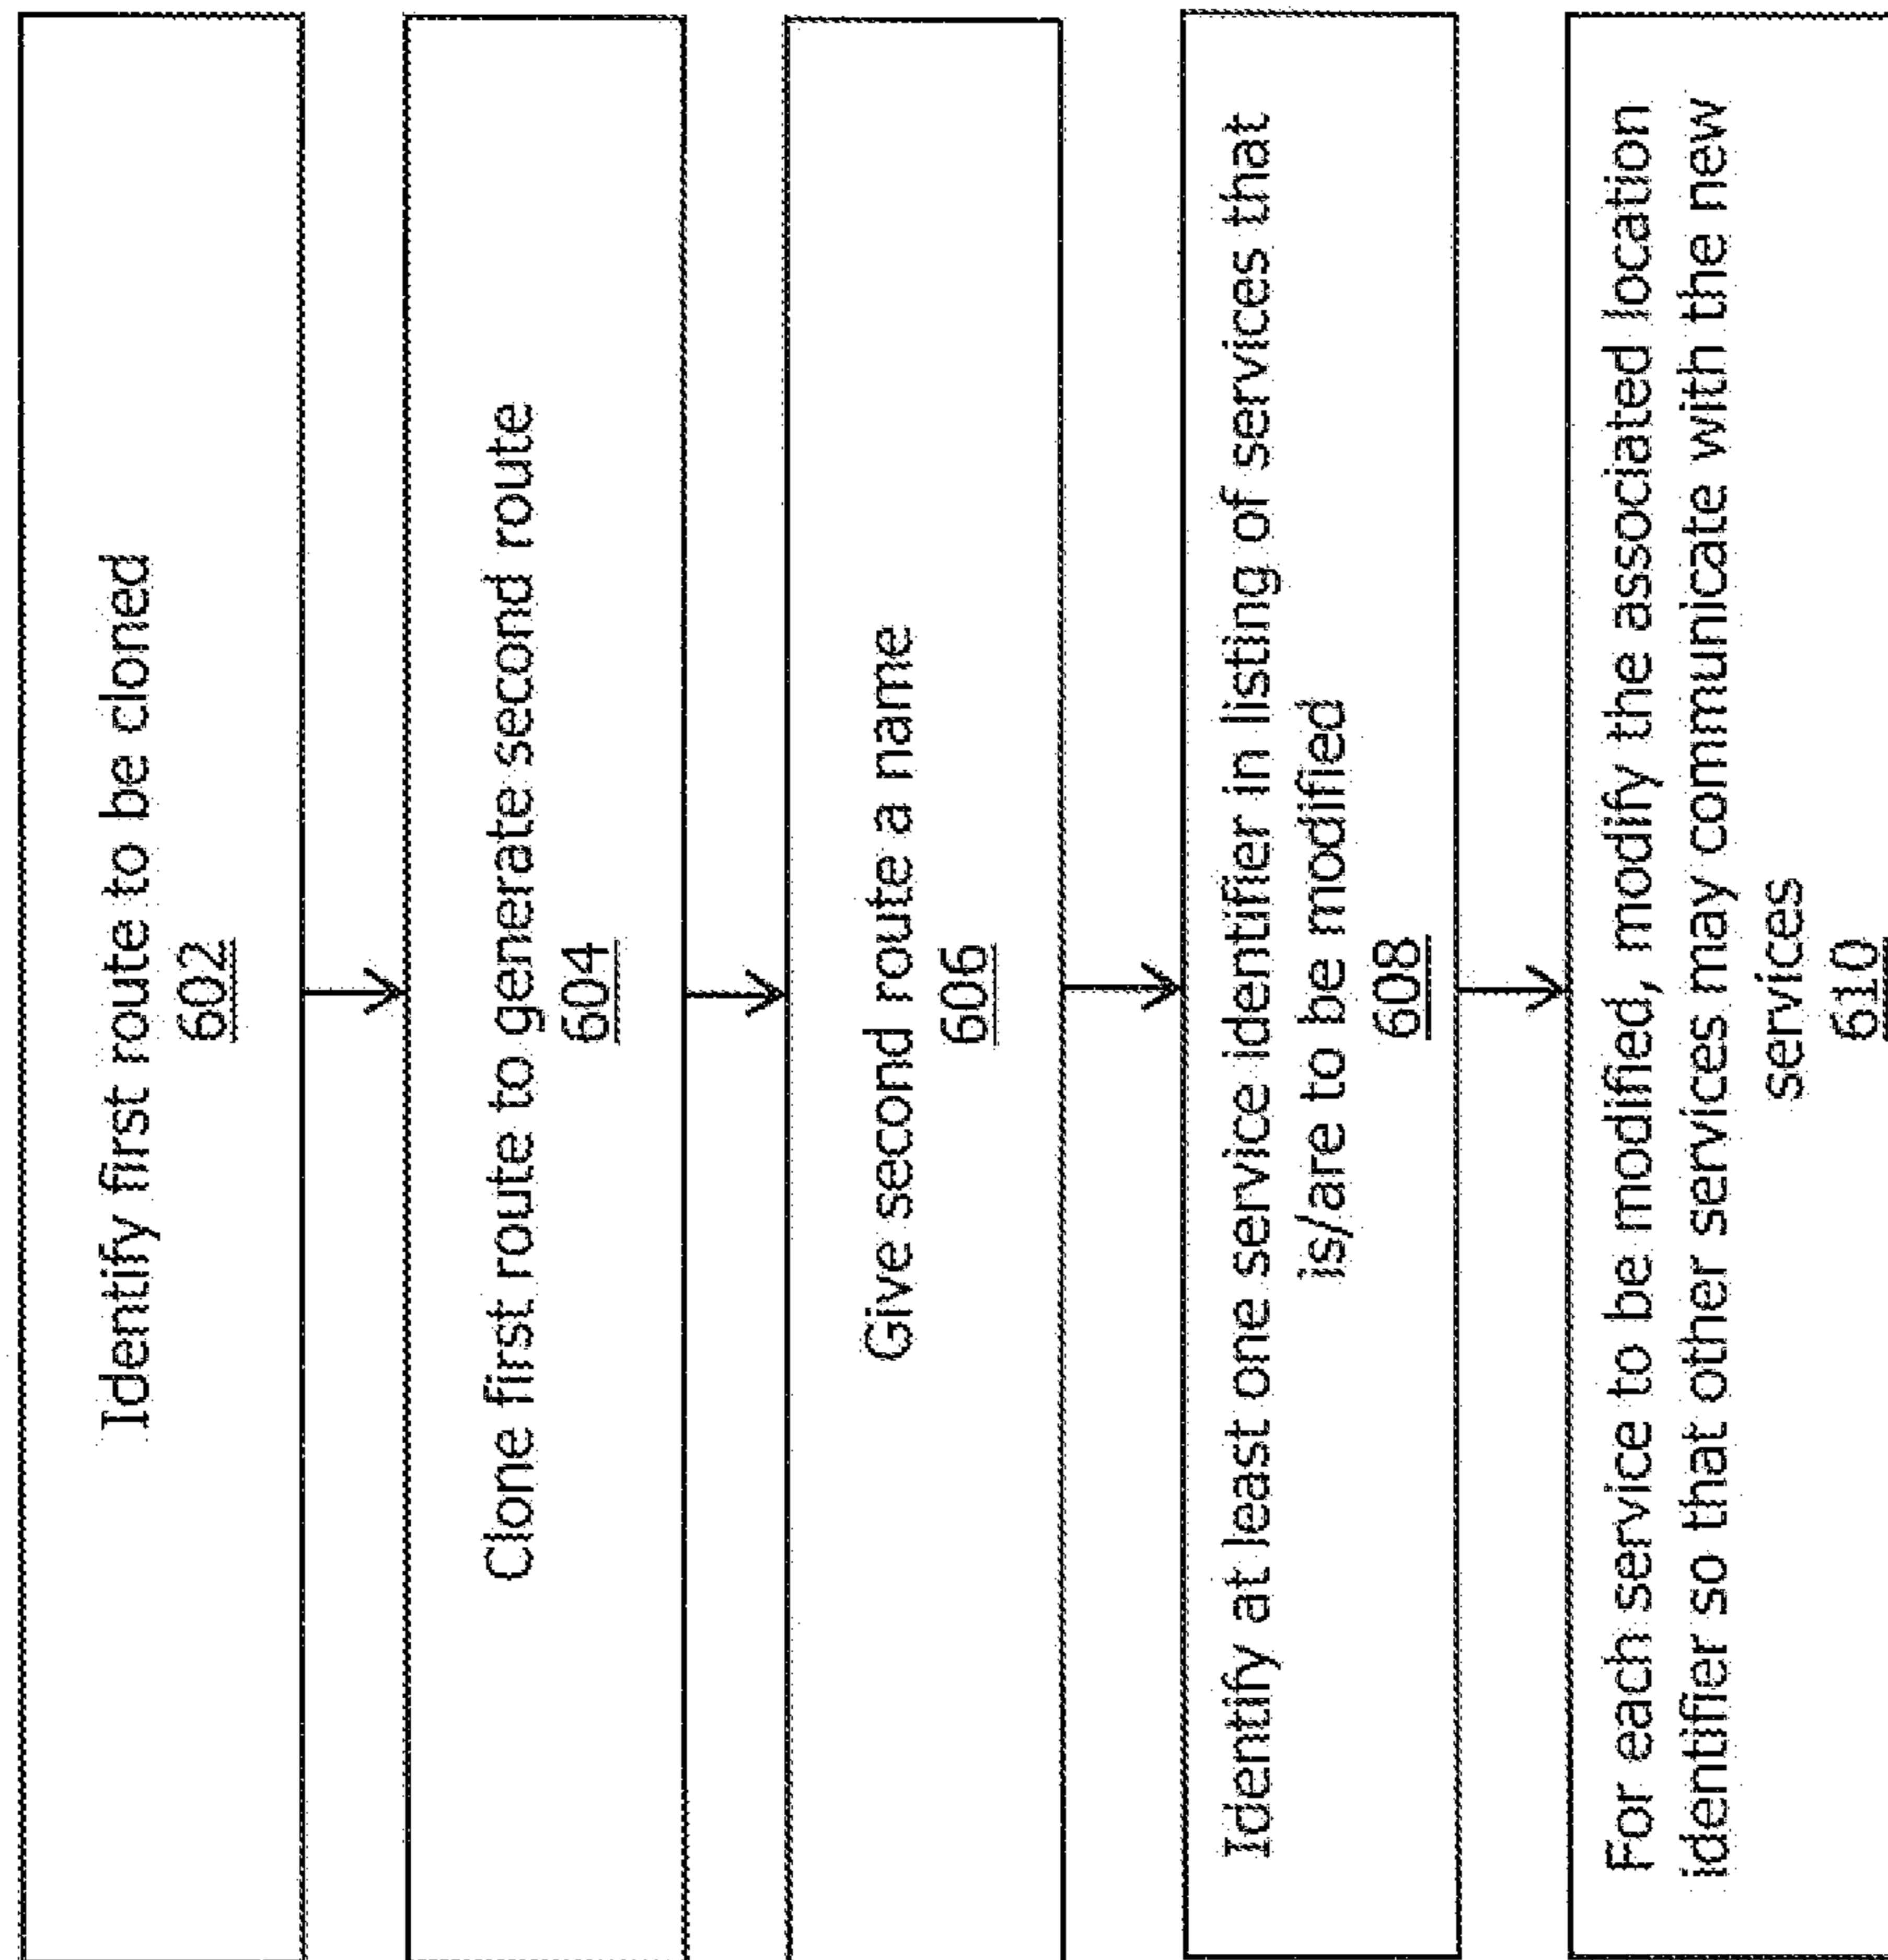 Identify first route to be cloned
602
Clone first route to generate second route
604
Give second route a name
606
Identify at least one service identifier in listing of services that
is/are to be modified
608
For each service to be modified, modify the associated location
identifier so that other services may communicate with the new
services
610